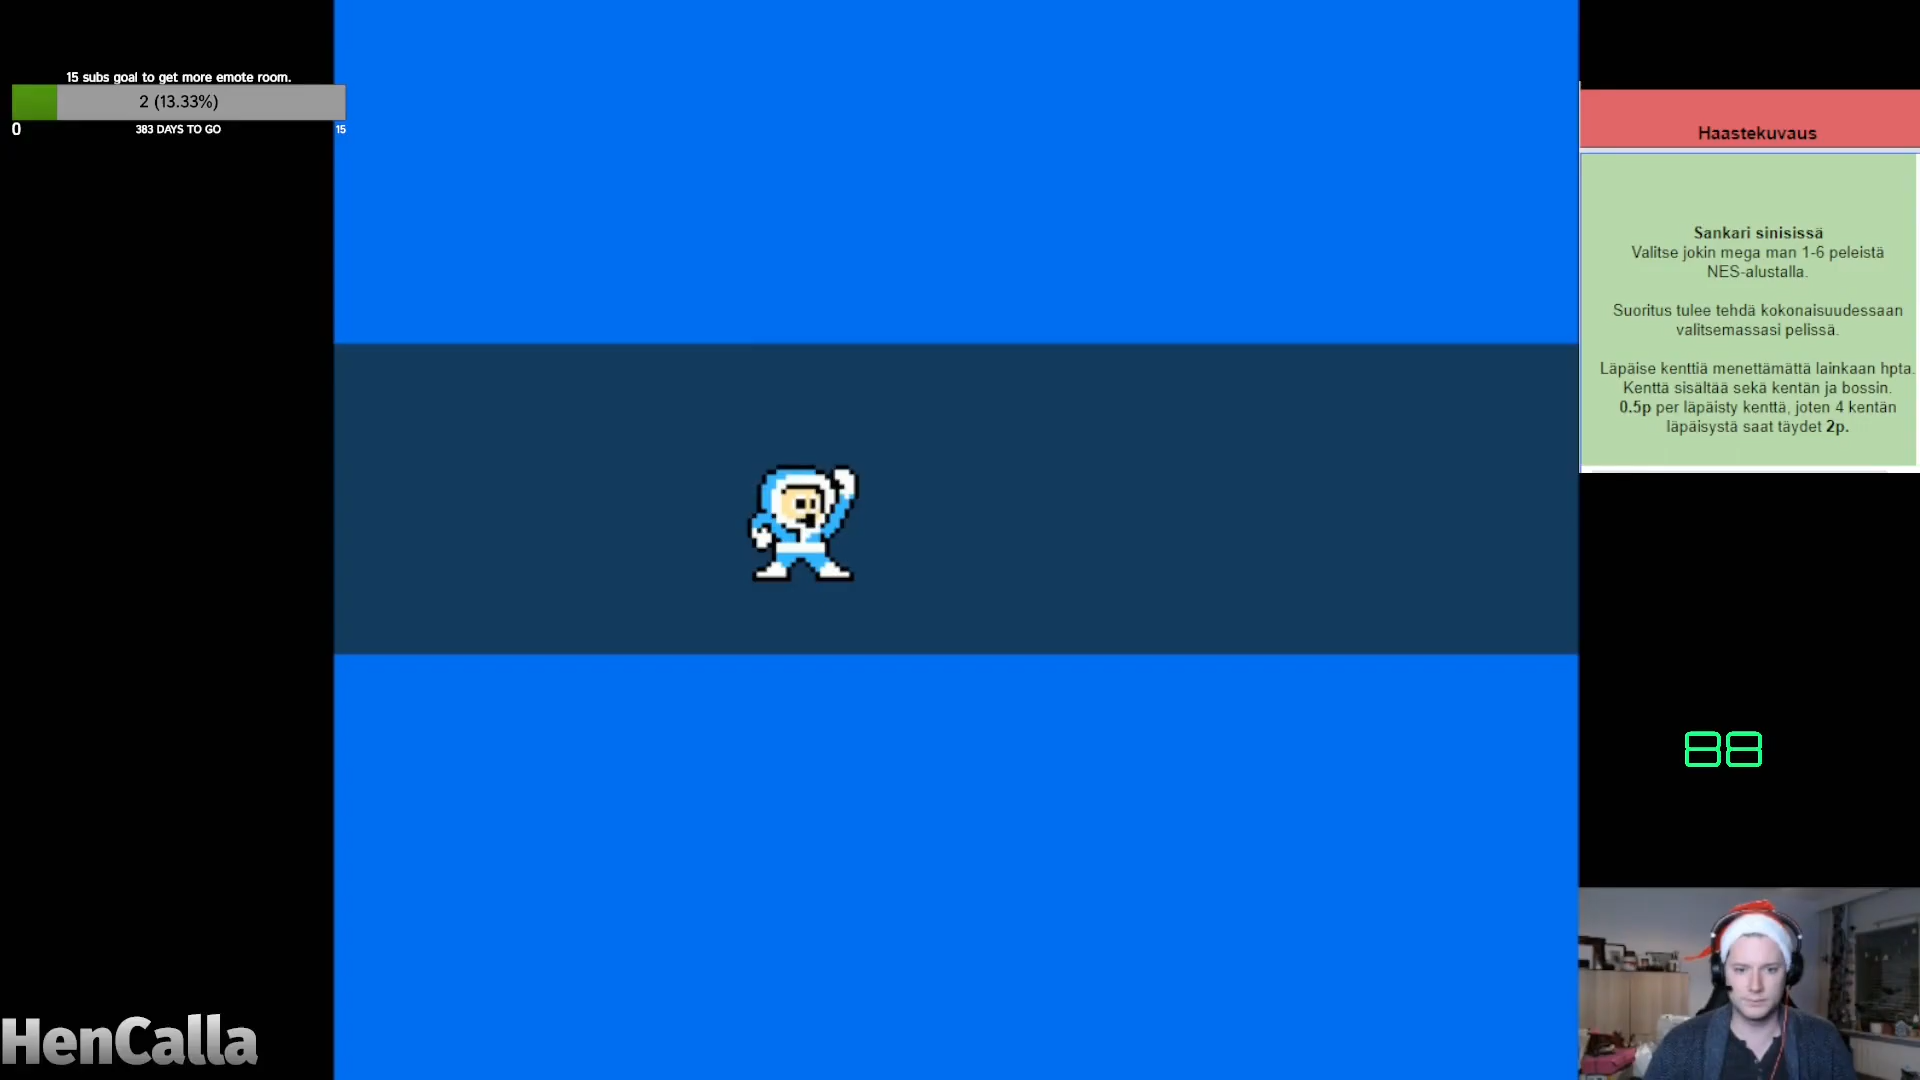 15 subs goal to get more emote room.
2 (13.33%)
0
383 DAYS TO GO
15
Haastekuvaus
Sankari sinisissä
Valitse jokin mega man 1-6 peleistä
NES-alustalla.
Suoritus tulee tehdä kokonaisuudessaan
valitsemassasi pelissä.
Läpäise kenttiä menettämättä lainkaan hpta.
Kenttä sisältää sekä kentän ja bossin.
0.5p per läpäisty kenttä, joten 4 kentän
läpäisystä saat täydet 2p.
88
HenCalla